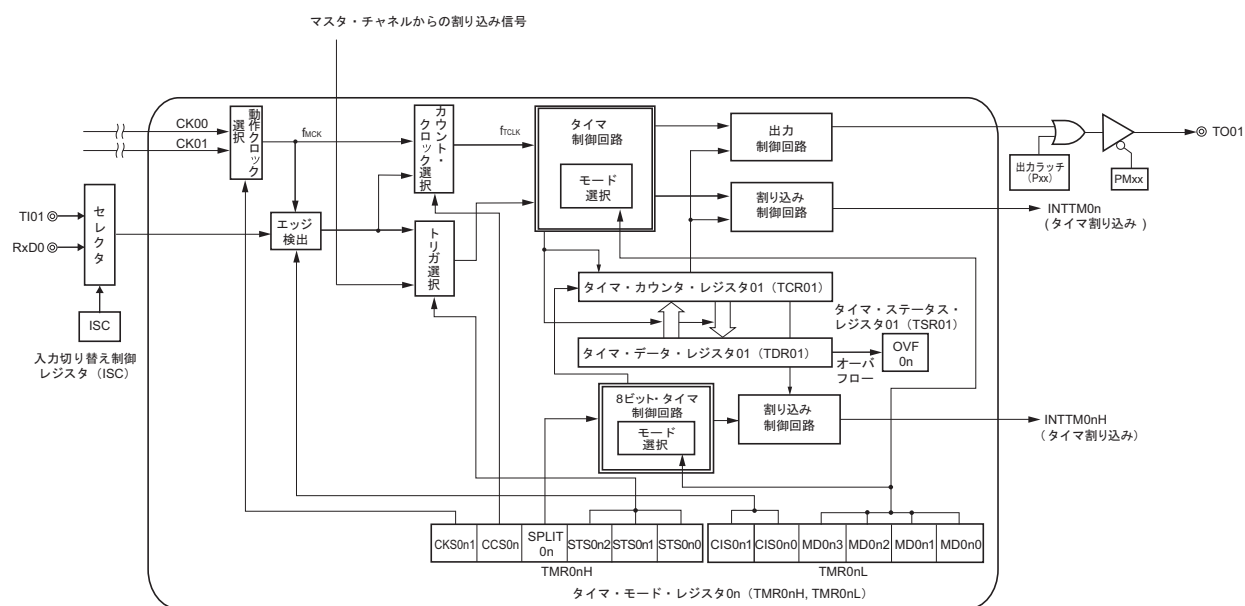 マスタ・チャネルからの割り込み信号
CK00
CK01
動作クロック
選択
fMCK
カウント・
クロック選択
fTCLK
タイマ
制御回路
モード
選択
出力
制御回路
出力ラッチ
(Pxx)
PMxx
TO01
割り込み
制御回路
INTTM0n
(タイマ割り込み)
TI01
RxD0
セレクタ
エッジ
検出
トリガ選択
ISC
入力切り替え制御
レジスタ(ISC)
タイマ・カウンタ・レジスタ01(TCR01)
タイマ・ステータス・
レジスタ01(TSR01)
タイマ・データ・レジスタ01(TDR01)
オーバ
フロー
OVF
0n
8ビット・タイマ
制御回路
モード
選択
割り込み
制御回路
INTTM0nH
(タイマ割り込み)
CKS0n1 CCS0n SPLIT 0n STS0n2 STS0n1 STS0n0 CIS0n1 CIS0n0 MD0n3 MD0n2 MD0n1 MD0n0
TMR0nH TMR0nL
タイマ・モード・レジスタ0n(TMR0nH, TMR0nL)